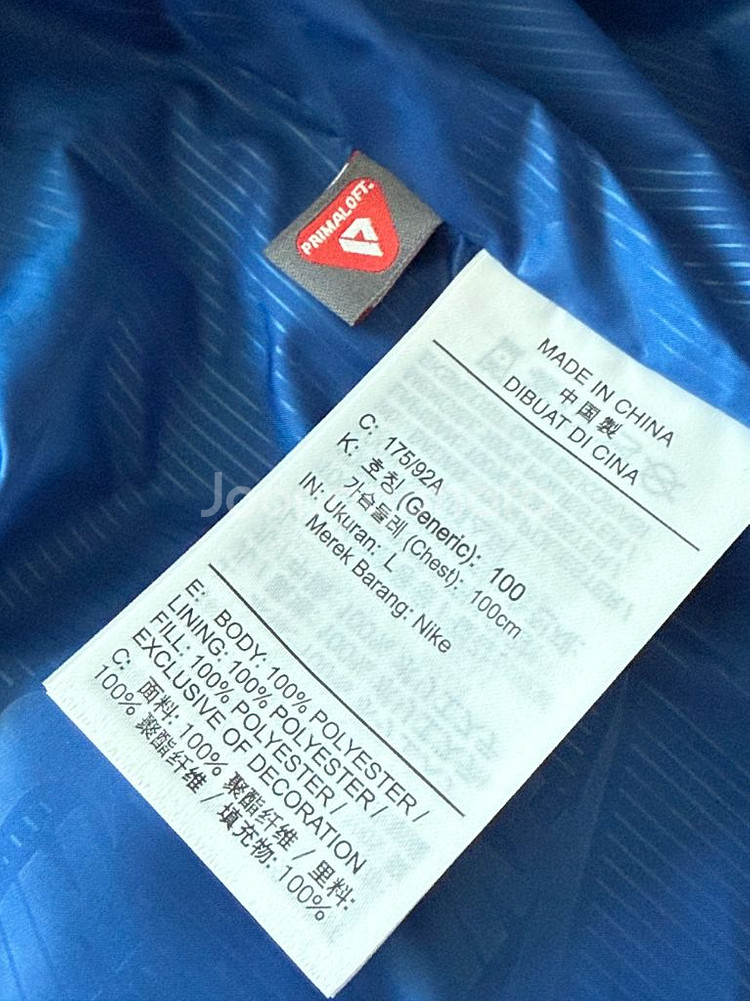 PRIMALOFT
MADE IN CHINA
中国製
DIBUAT DI CINA
C: 175/92A
K: 호칭 (Generic): 100
가슴둘레 (Chest): 100cm
IN: Ukuran: L
Merek Barang: Nike
E: BODY: 100% POLYESTER /
LINING: 100% POLYESTER /
FILL: 100% POLYESTER /
EXCLUSIVE OF DECORATION
C: 面料: 100% 聚酯纤维 / 里料:
100% 聚酯纤维 / 填充物: 100%